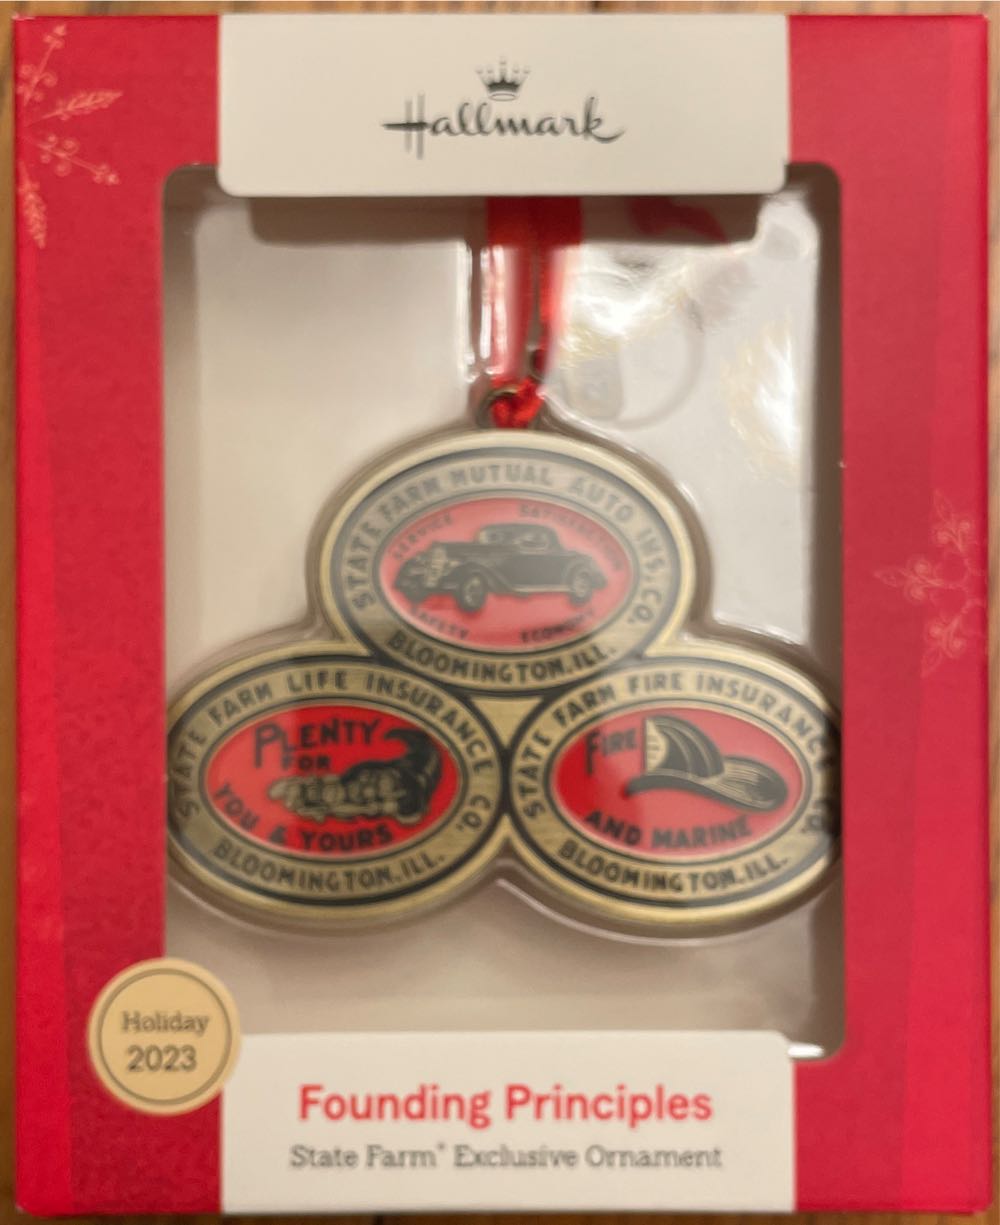 Hallmark
STATE FARM MUTUAL AUTO INS. CO.
SERVICE SATISFACTION
SAFETY ECONOMY
BLOOMINGTON. ILL.
STATE FARM LIFE INSURANCE CO.
PLENTY
FOR
YOU & YOURS
BLOOMINGTON. ILL.
STATE FARM FIRE INSURANCE CO.
FIRE
AND MARINE
BLOOMINGTON. ILL.
Holiday
2023
Founding Principles
State Farm® Exclusive Ornament